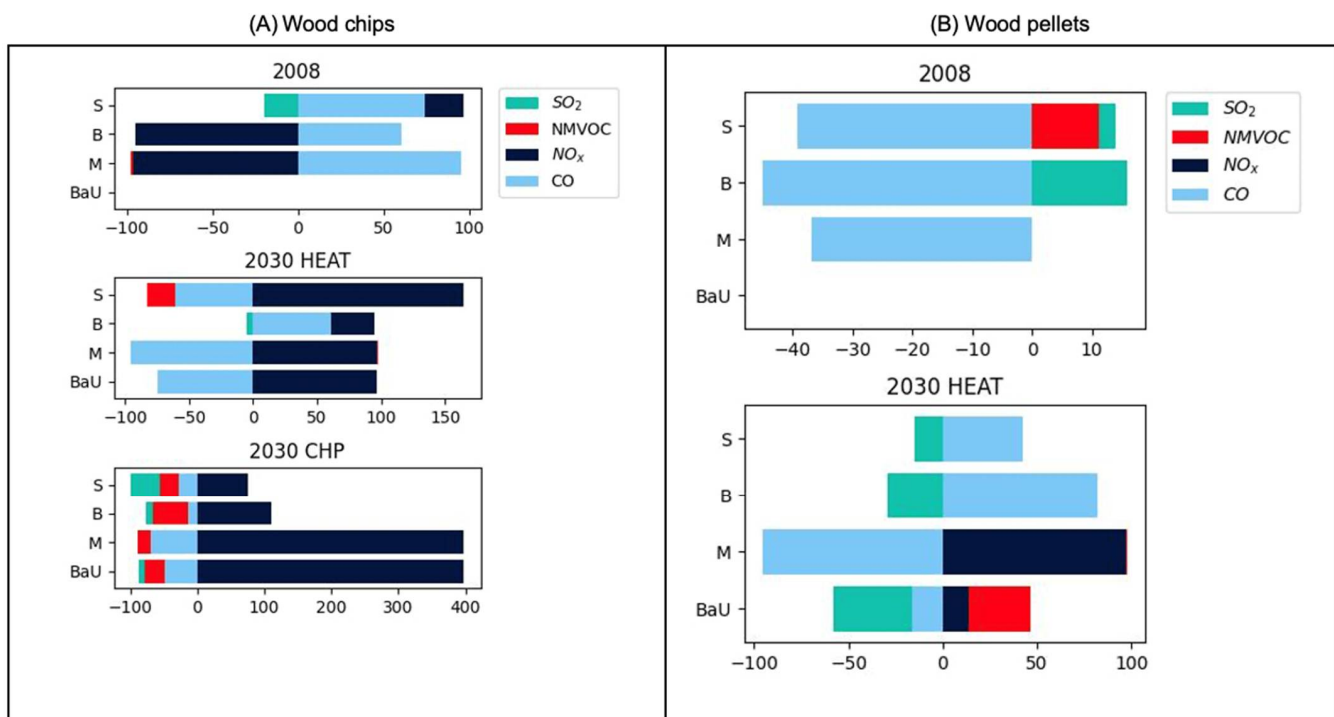 (A) Wood chips
2008
S
B
M
BaU
−100 −50 0 50 100
SO2
NMVOC
NOx
CO
2030 HEAT
S
B
M
BaU
−100 −50 0 50 100 150
2030 CHP
S
B
M
BaU
−100 0 100 200 300 400
(B) Wood pellets
2008
S
B
M
BaU
−40 −30 −20 −10 0 10
SO2
NMVOC
NOx
CO
2030 HEAT
S
B
M
BaU
−100 −50 0 50 100